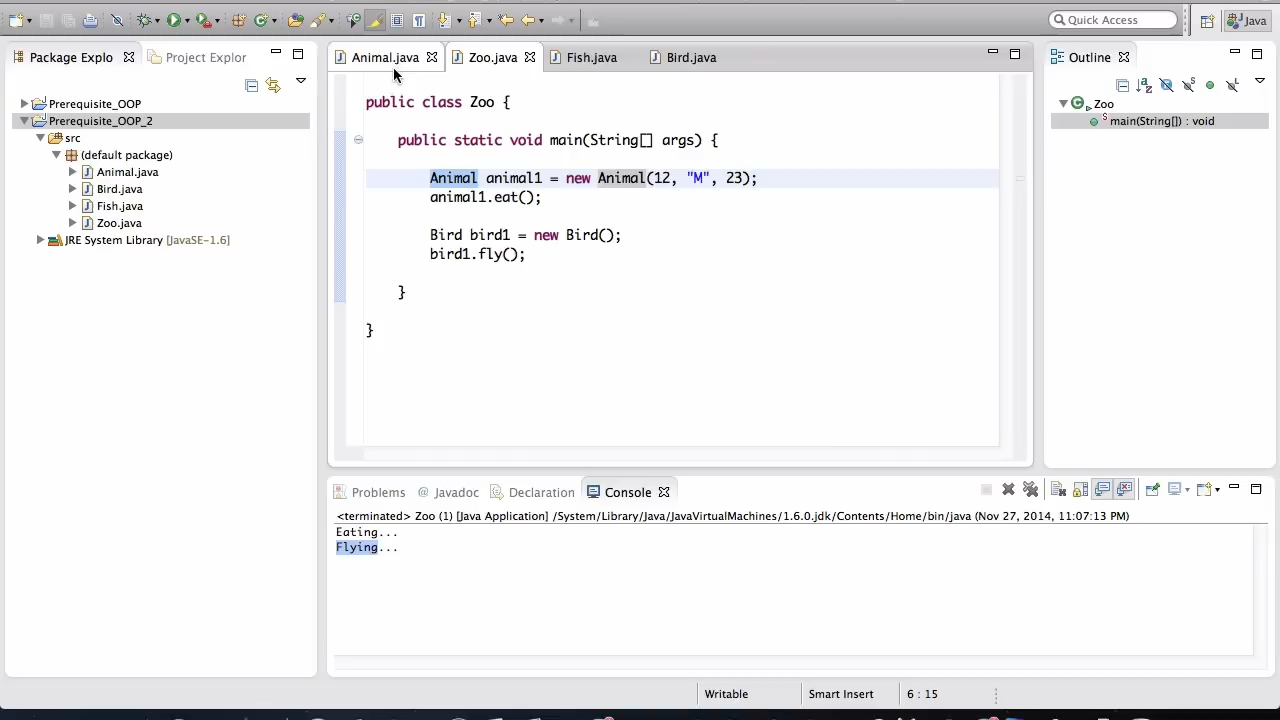 Quick Access
Java
Package Explo
Project Explor
Prerequisite_OOP
Prerequisite_OOP_2
src
(default package)
Animal.java
Bird.java
Fish.java
Zoo.java
JRE System Library [JavaSE-1.6]
Animal.java
Zoo.java
Fish.java
Bird.java
public class Zoo {
public static void main(String[] args) {
Animal animal1 = new Animal(12, "M", 23);
animal1.eat();
Bird bird1 = new Bird();
bird1.fly();
}
}
Outline
Zoo
main(String[]) : void
Problems
Javadoc
Declaration
Console
<terminated> Zoo (1) [Java Application] /System/Library/Java/JavaVirtualMachines/1.6.0.jdk/Contents/Home/bin/java (Nov 27, 2014, 11:07:13 PM)
Eating...
Flying...
Writable
Smart Insert
6 : 15